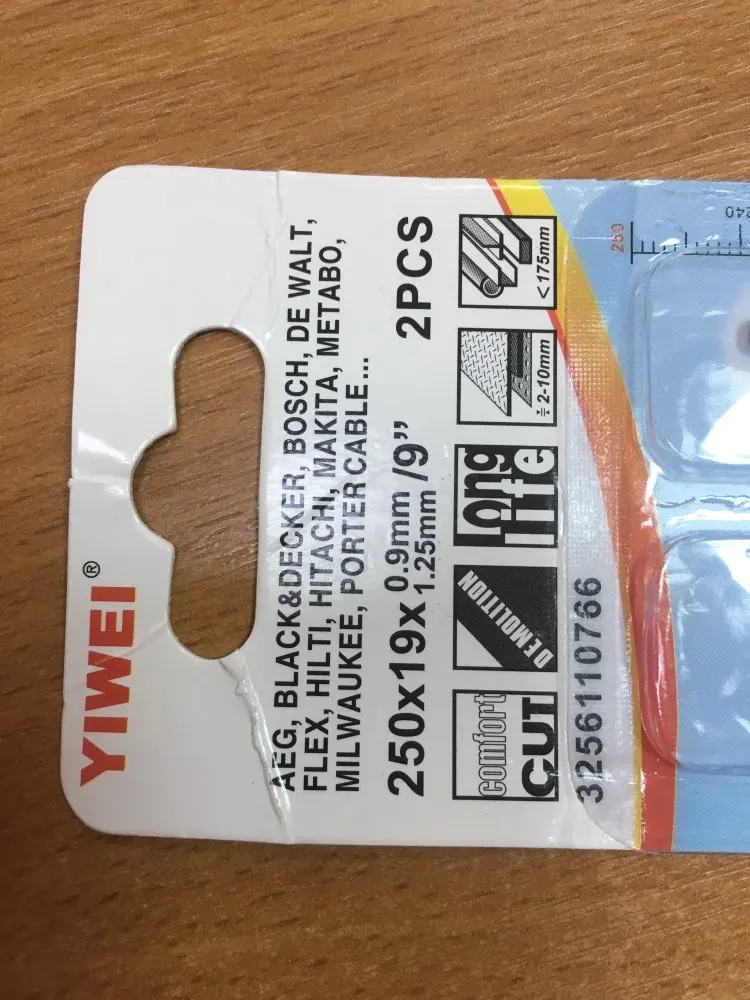 YIWEI®
AEG, BLACK&DECKER, BOSCH, DE WALT,
FLEX, HILTI, HITACHI, MAKITA, METABO,
MILWAUKEE, PORTER CABLE...
250x19x 0.9mm /9” 2PCS
1.25mm
comfort
CUT
DEMOLITION
long
life
2-10mm
<175mm
3256110766
250
240